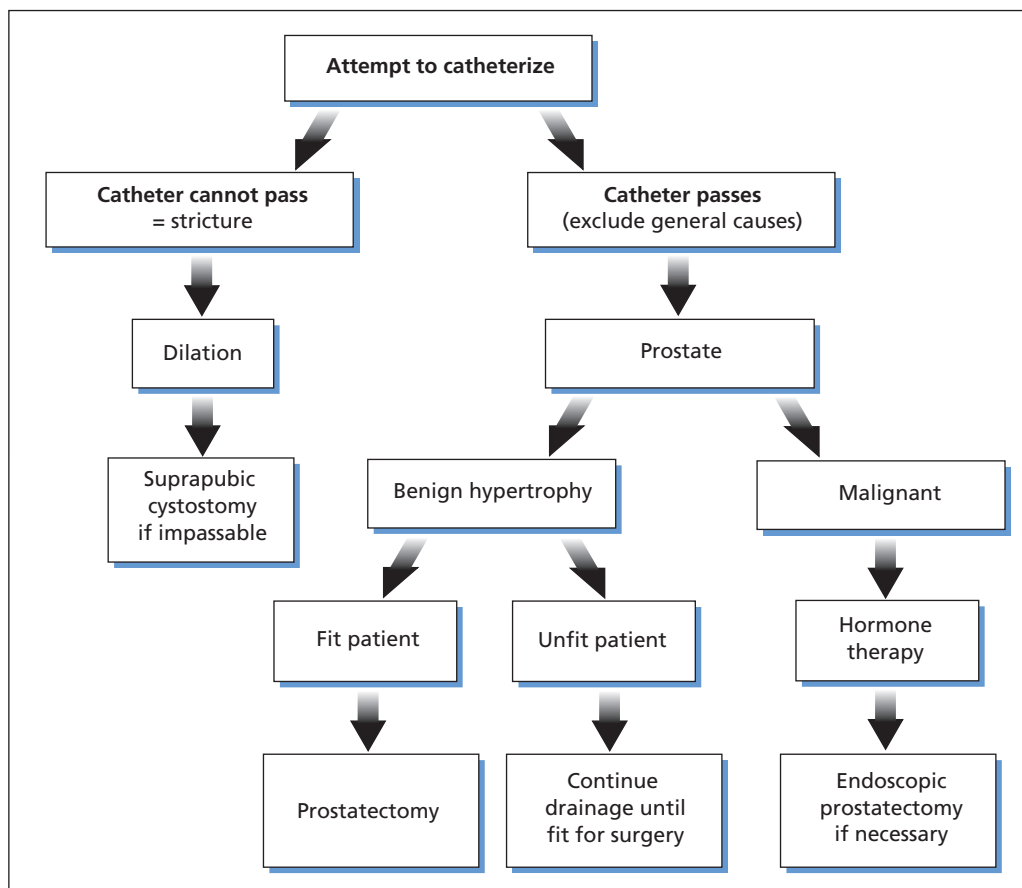 Attempt to catheterize
Catheter cannot pass
= stricture
Catheter passes
(exclude general causes)
Dilation
Prostate
Suprapubic
cystostomy
if impassable
Benign hypertrophy
Malignant
Fit patient
Unfit patient
Hormone
therapy
Prostatectomy
Continue
drainage until
fit for surgery
Endoscopic
prostatectomy
if necessary